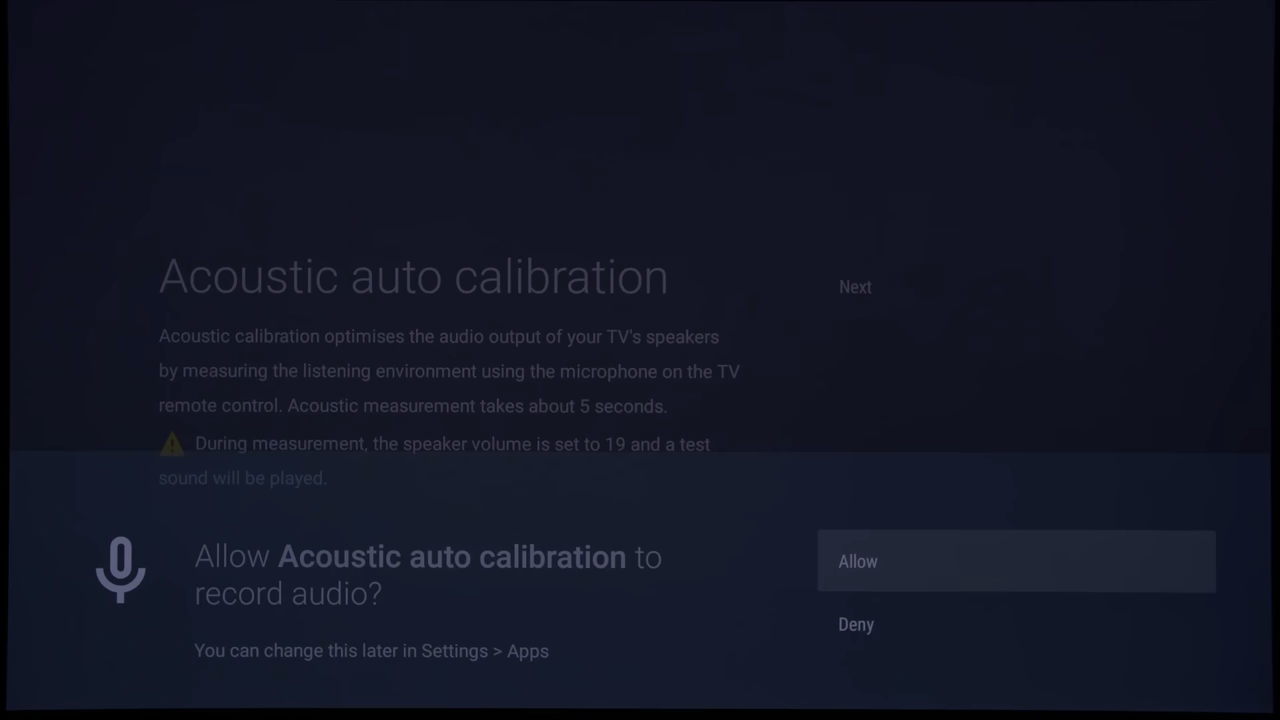 Acoustic auto calibration
Next
Acoustic calibration optimises the audio output of your TV's speakers
by measuring the listening environment using the microphone on the TV
remote control. Acoustic measurement takes about 5 seconds.
During measurement, the speaker volume is set to 19 and a test
sound will be played.
Allow Acoustic auto calibration to
record audio?
You can change this later in Settings > Apps
Allow
Deny